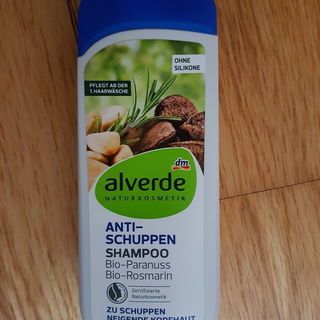 OHNE
SILIKONE
PFLEGT AB DER
1. HAARWÄSCHE
dm
alverde
NATURKOSMETIK
ANTI-
SCHUPPEN
SHAMPOO
Bio-Paranuss
Bio-Rosmarin
Zertifizierte
Naturkosmetik
ZU SCHUPPEN
NEIGENDE KOPFHAUT